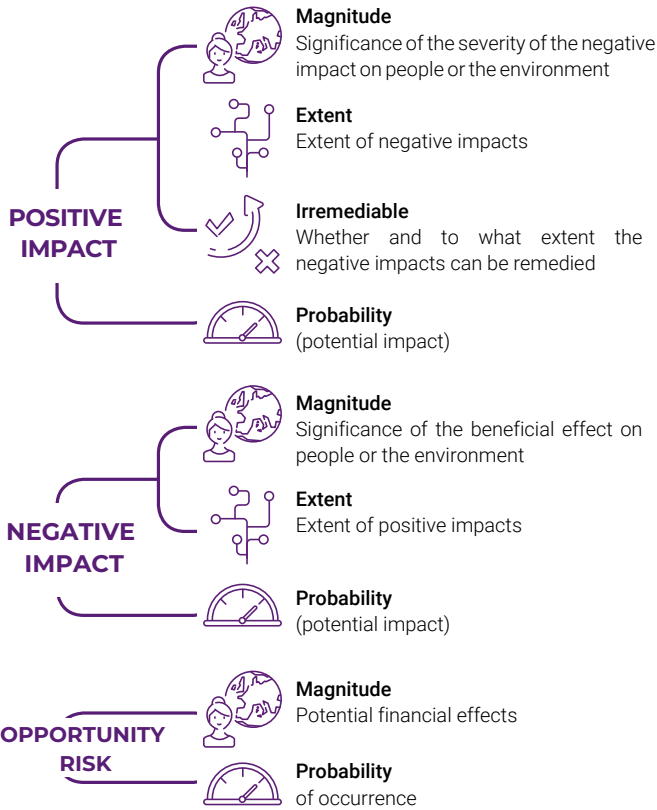 POSITIVE
IMPACT
Magnitude
Significance of the severity of the negative
impact on people or the environment
Extent
Extent of negative impacts
Irremediable
Whether and to what extent the
negative impacts can be remedied
Probability
(potential impact)
NEGATIVE
IMPACT
Magnitude
Significance of the beneficial effect on
people or the environment
Extent
Extent of positive impacts
Probability
(potential impact)
OPPORTUNITY
RISK
Magnitude
Potential financial effects
Probability
of occurrence